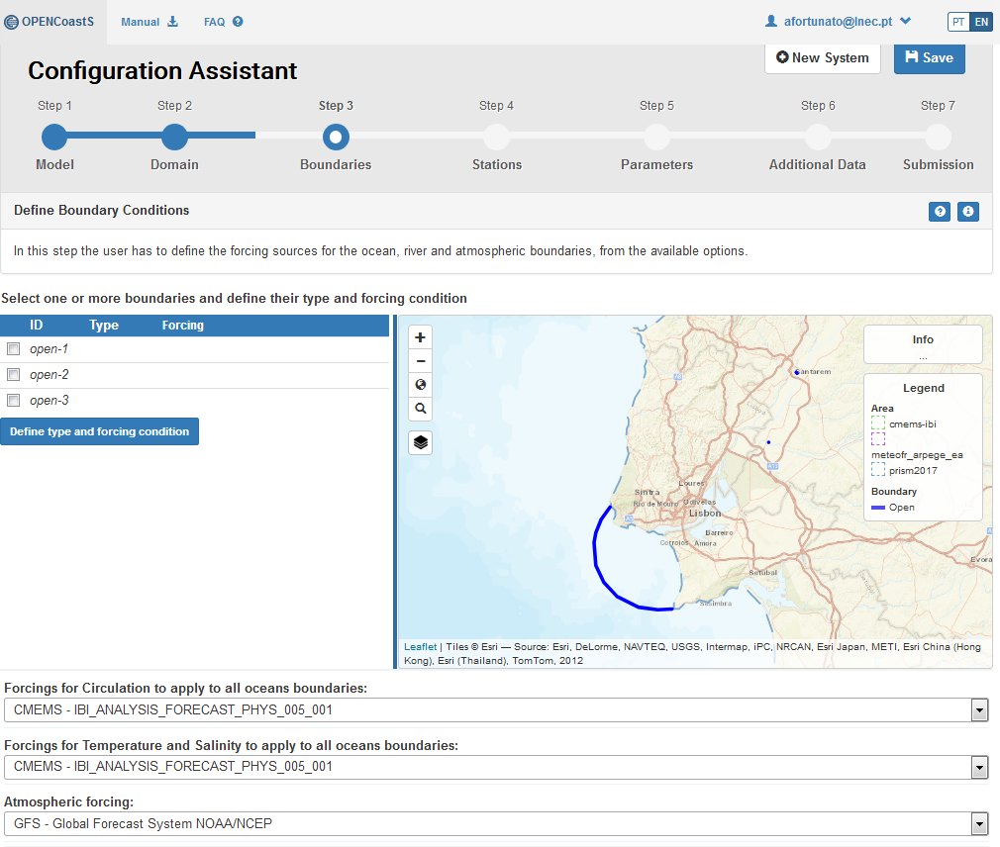 OPENCoastS
Manual
FAQ
afortunato@lnec.pt
PT EN
Configuration Assistant
New System
Save
Step 1 Step 2 Step 3 Step 4 Step 5 Step 6 Step 7
Model Domain Boundaries Stations Parameters Additional Data Submission
Define Boundary Conditions
In this step the user has to define the forcing sources for the ocean, river and atmospheric boundaries, from the available options.
Select one or more boundaries and define their type and forcing condition
ID Type Forcing
open-1
open-2
open-3
Define type and forcing condition
+
−
Info
...
Legend
Area
cmems-ibi
meteofr_arpege_ea
prism2017
Boundary
Open
Santarem
A8
A13
Loures
Sintra
Rio de Mouro
Odivelas
Lisbon
Barreiro
Corroios
Amora
Setubal
Sesimbra
Evora
Leaflet | Tiles © Esri — Source: Esri, DeLorme, NAVTEQ, USGS, Intermap, iPC, NRCAN, Esri Japan, METI, Esri China (Hong
Kong), Esri (Thailand), TomTom, 2012
Forcings for Circulation to apply to all oceans boundaries:
CMEMS - IBI_ANALYSIS_FORECAST_PHYS_005_001
Forcings for Temperature and Salinity to apply to all oceans boundaries:
CMEMS - IBI_ANALYSIS_FORECAST_PHYS_005_001
Atmospheric forcing:
GFS - Global Forecast System NOAA/NCEP